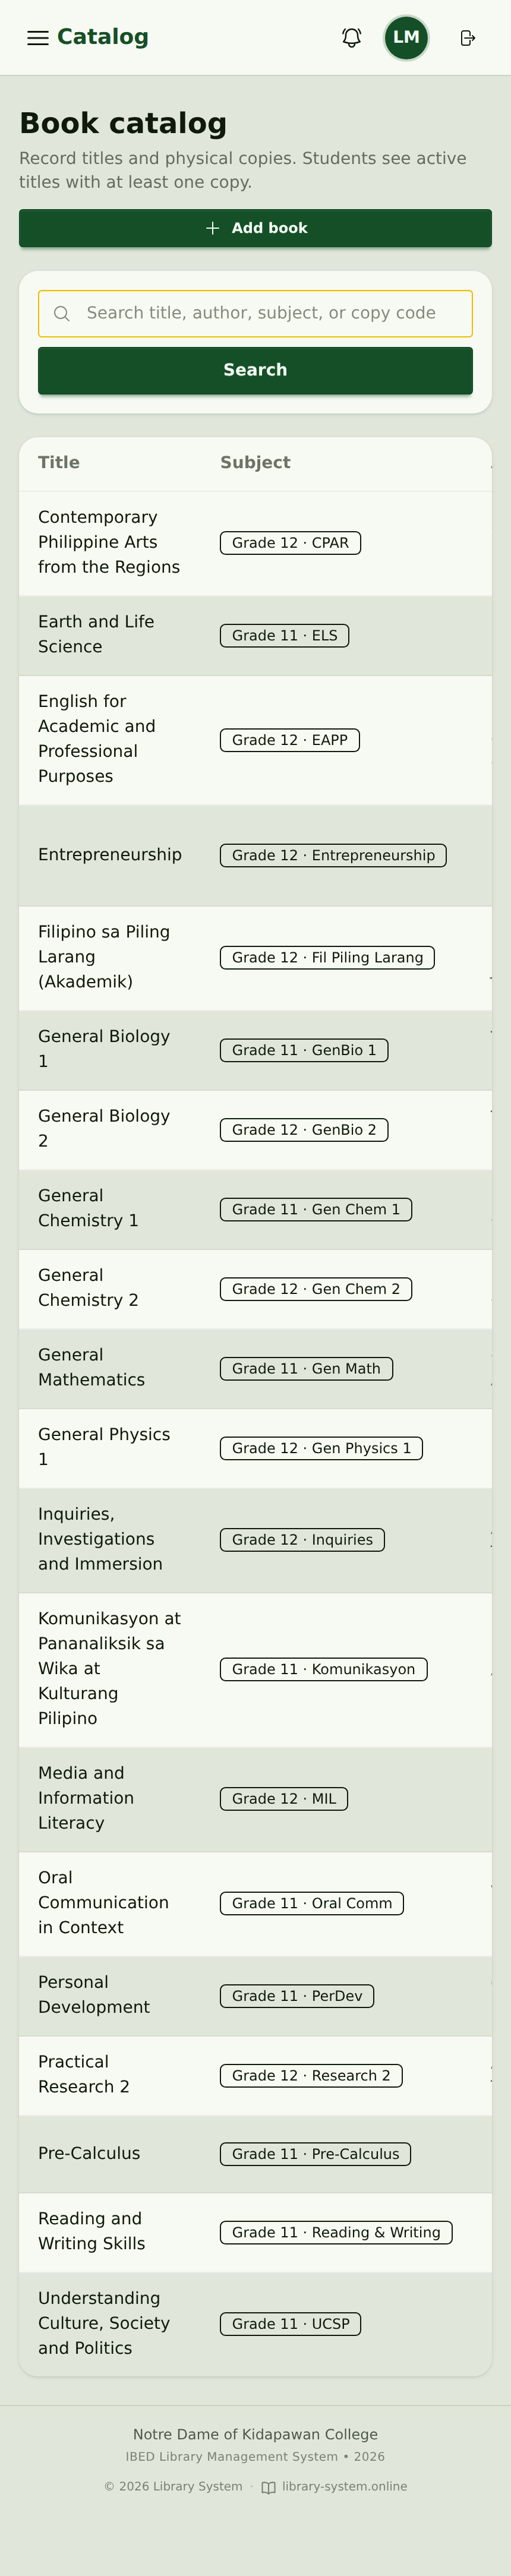 Catalog
LM
Book catalog
Record titles and physical copies. Students see active
titles with at least one copy.
Add book
Search title, author, subject, or copy code
Search
Title Subject
Contemporary
Philippine Arts
from the Regions
Grade 12 · CPAR
Earth and Life
Science
Grade 11 · ELS
English for
Academic and
Professional
Purposes
Grade 12 · EAPP
Entrepreneurship
Grade 12 · Entrepreneurship
Filipino sa Piling
Larang
(Akademik)
Grade 12 · Fil Piling Larang
General Biology
1
Grade 11 · GenBio 1
General Biology
2
Grade 12 · GenBio 2
General
Chemistry 1
Grade 11 · Gen Chem 1
General
Chemistry 2
Grade 12 · Gen Chem 2
General
Mathematics
Grade 11 · Gen Math
General Physics
1
Grade 12 · Gen Physics 1
Inquiries,
Investigations
and Immersion
Grade 12 · Inquiries
Komunikasyon at
Pananaliksik sa
Wika at
Kulturang
Pilipino
Grade 11 · Komunikasyon
Media and
Information
Literacy
Grade 12 · MIL
Oral
Communication
in Context
Grade 11 · Oral Comm
Personal
Development
Grade 11 · PerDev
Practical
Research 2
Grade 12 · Research 2
Pre-Calculus
Grade 11 · Pre-Calculus
Reading and
Writing Skills
Grade 11 · Reading & Writing
Understanding
Culture, Society
and Politics
Grade 11 · UCSP
Notre Dame of Kidapawan College
IBED Library Management System • 2026
© 2026 Library System · library-system.online